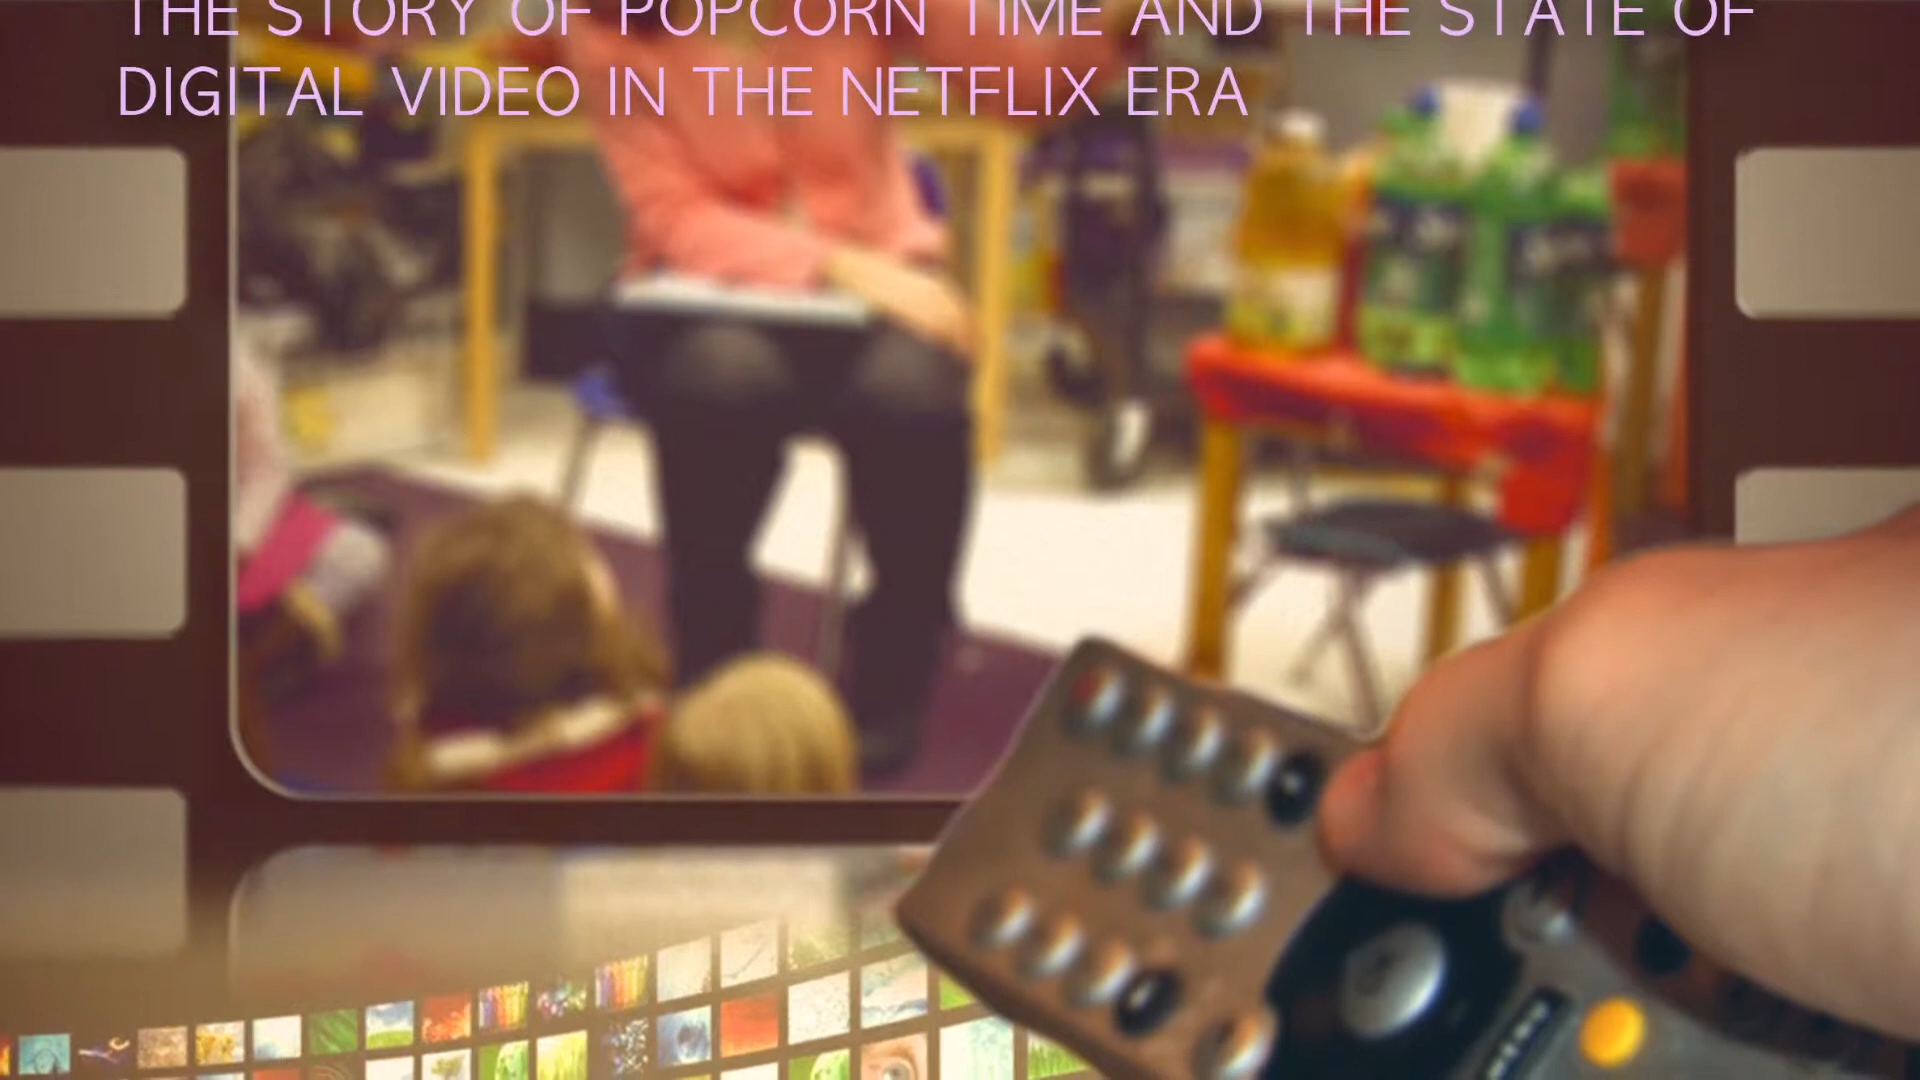 THE STORY OF POPCORN TIME AND THE STATE OF
DIGITAL VIDEO IN THE NETFLIX ERA